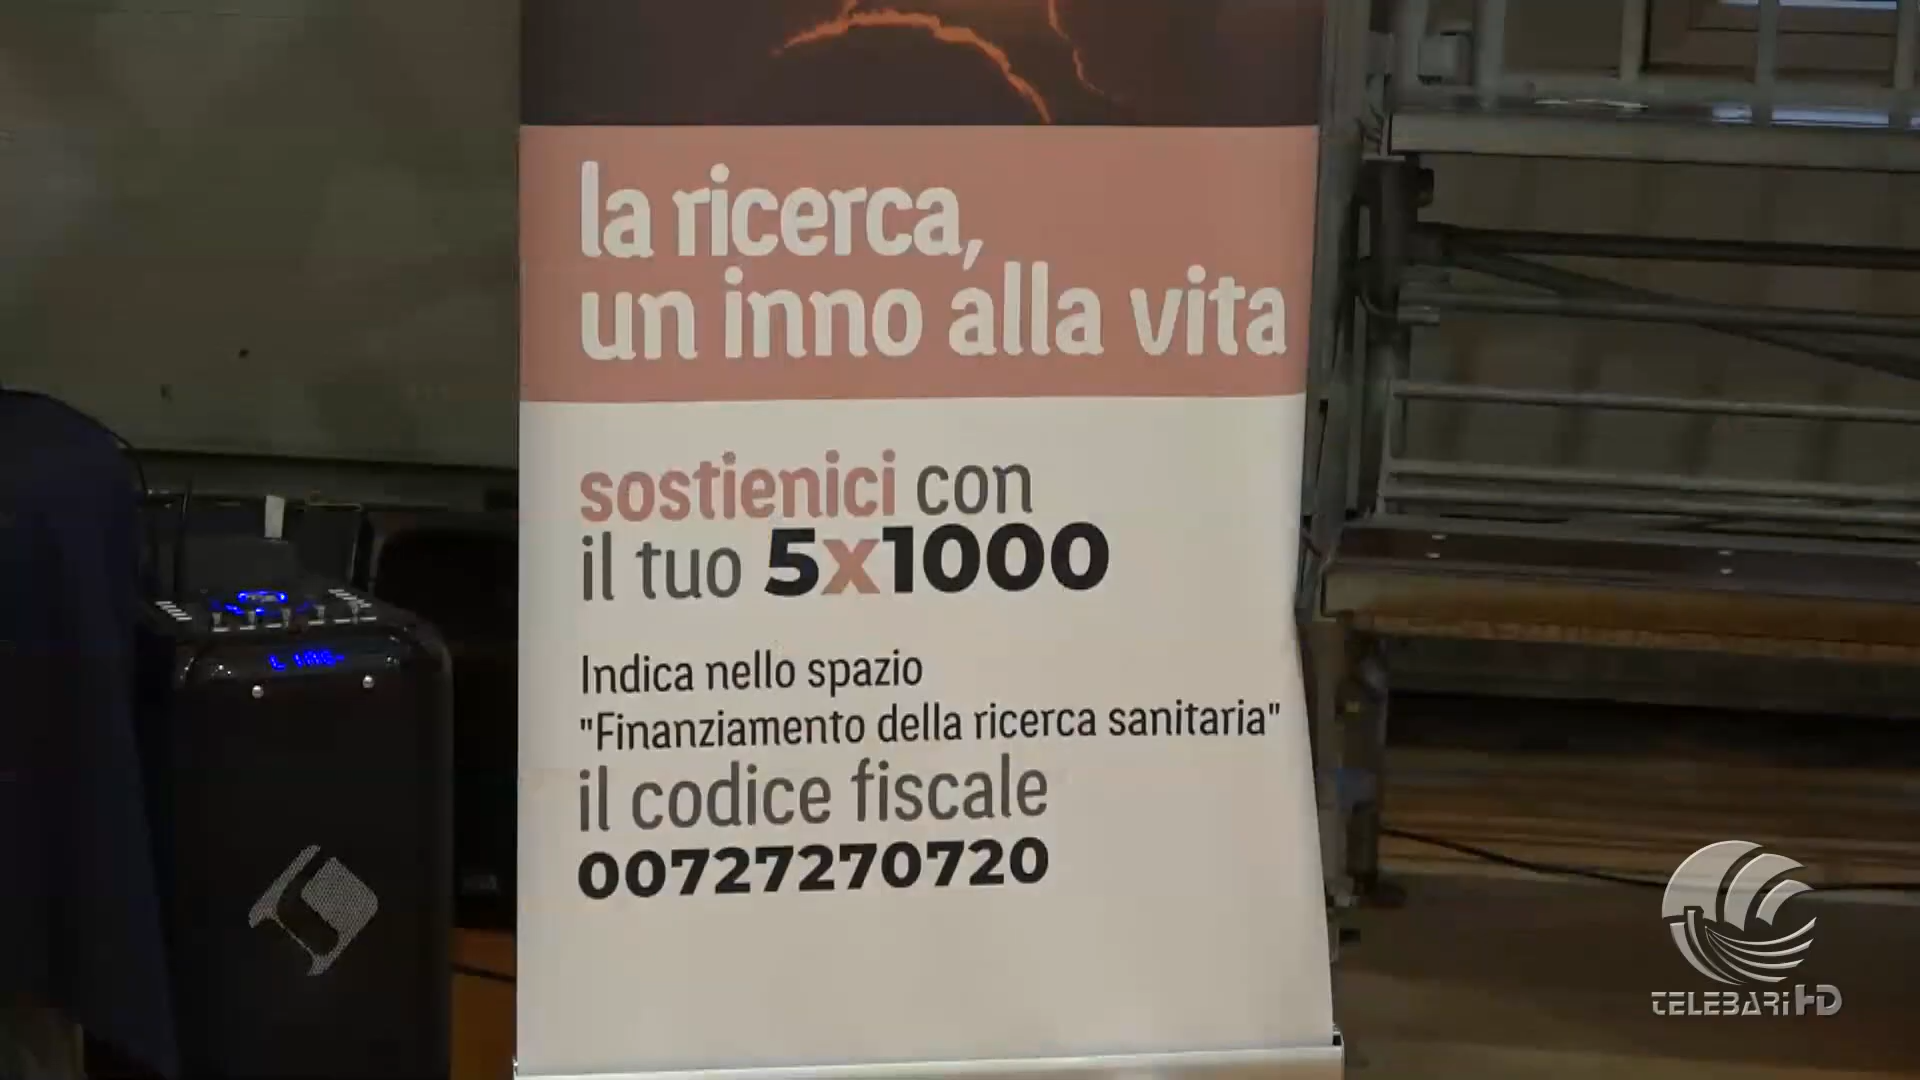 la ricerca,
un inno alla vita
sostienici con
il tuo 5x1000
Indica nello spazio
"Finanziamento della ricerca sanitaria"
il codice fiscale
00727270720
TELEBARI HD